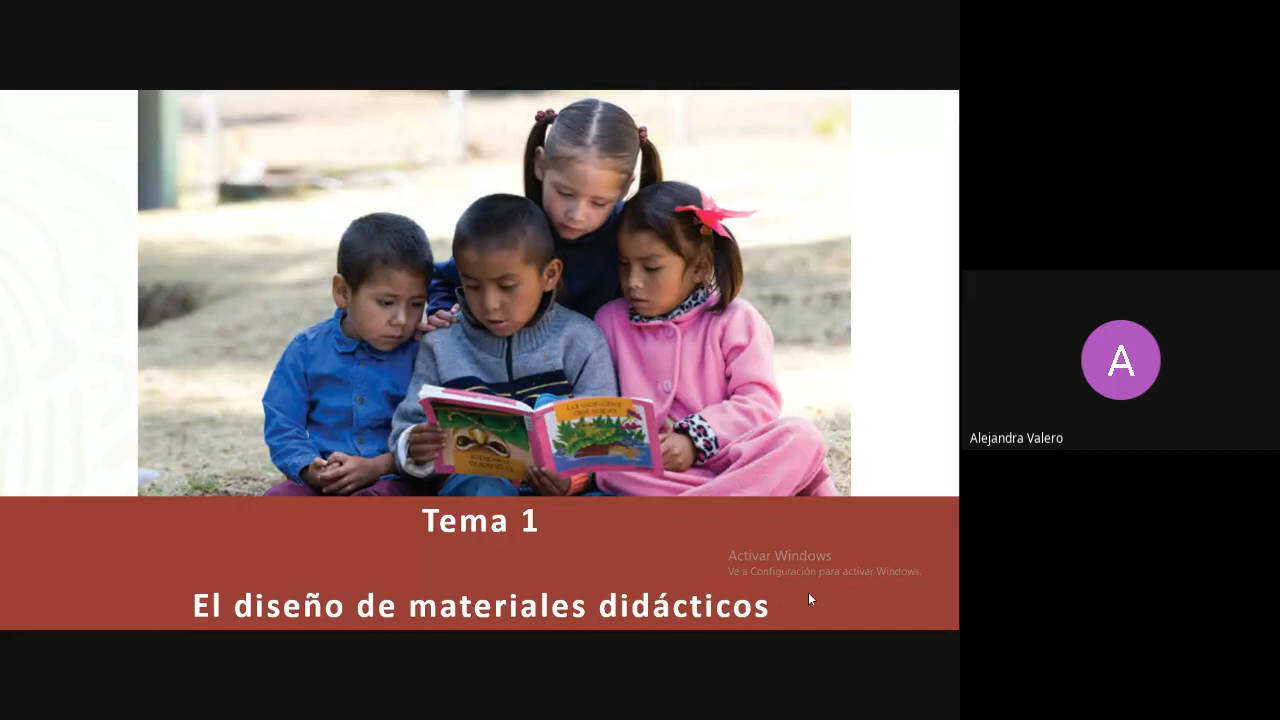 Tema 1
Activar Windows
Ve a Configuración para activar Windows.
El diseño de materiales didácticos
A
Alejandra Valero